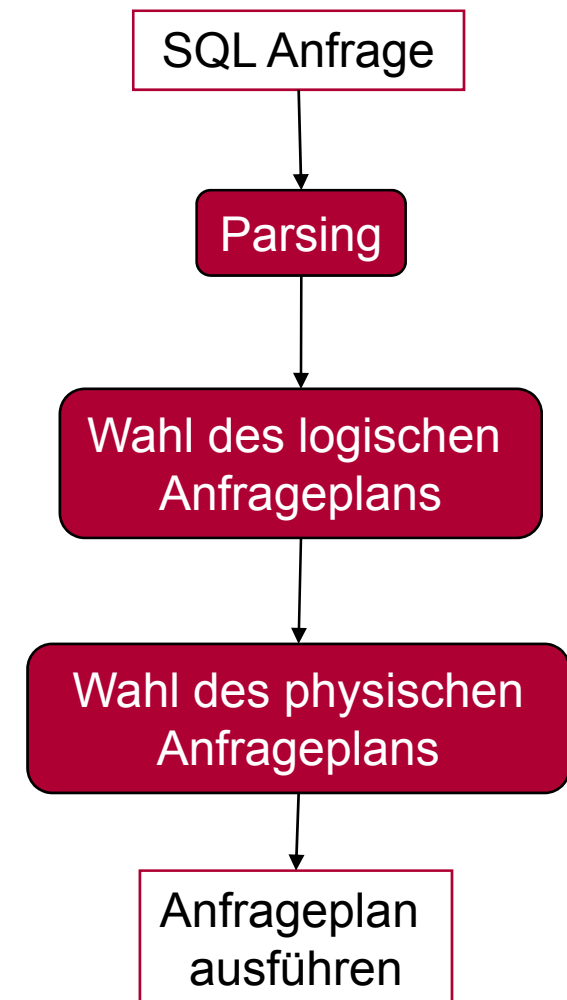 SQL Anfrage
Parsing
Wahl des logischen
Anfrageplans
Wahl des physischen
Anfrageplans
Anfrageplan
ausführen